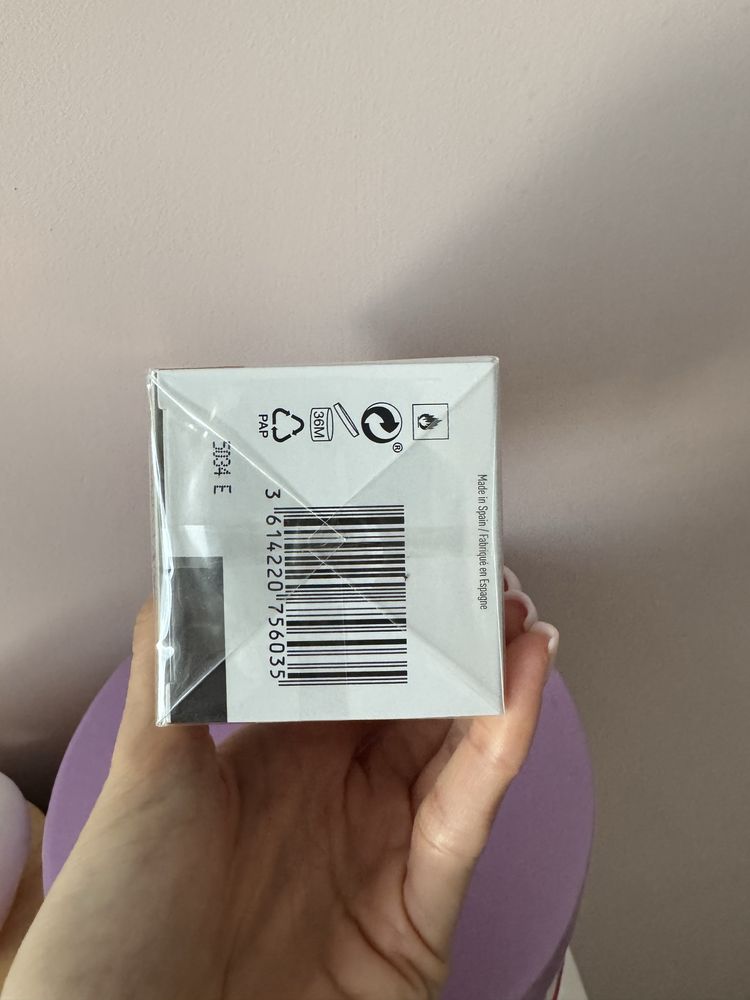 Made in Spain / Fabriqué en Espagne
®
36M
PAP
3 614220 756035
5034 E